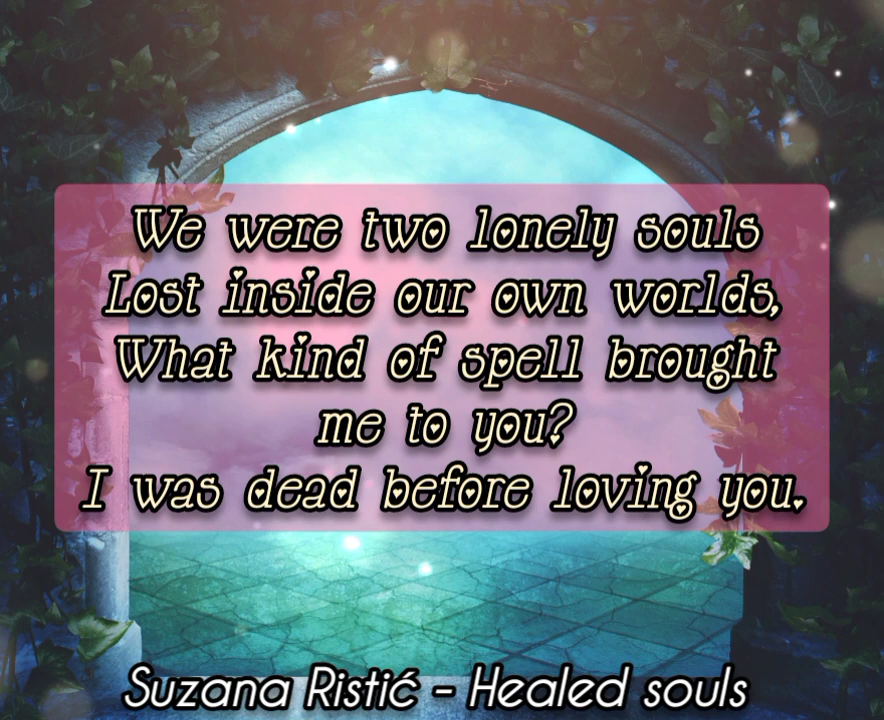 We were two lonely souls
Lost inside our own worlds,
What kind of spell brought
me to you?
I was dead before loving you.
Suzana Ristić - Healed souls